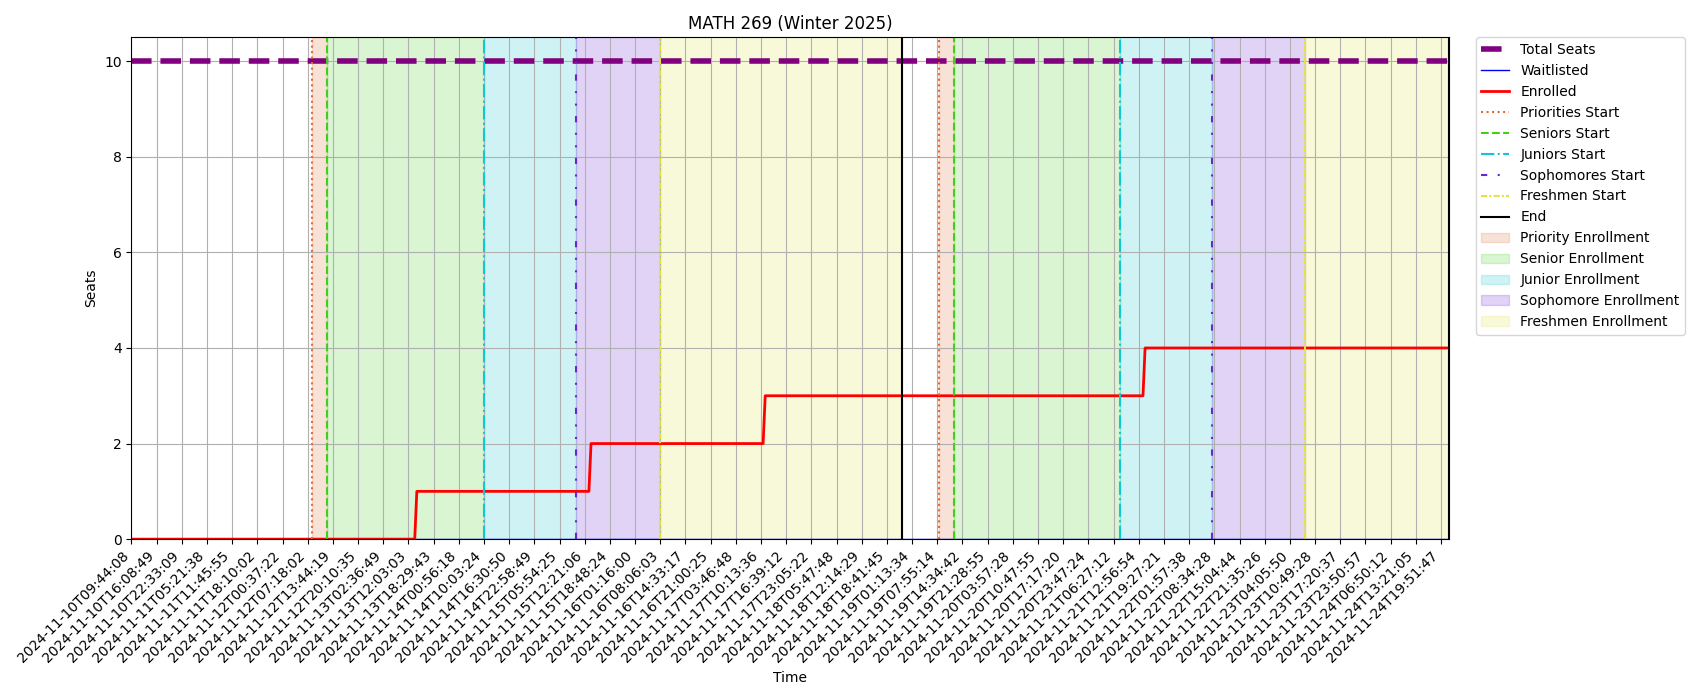 MATH 269 (Winter 2025)
Seats
10
8
6
4
2
0
2024-11-10T09:44:08
2024-11-10T16:08:49
2024-11-10T22:33:09
2024-11-11T05:21:38
2024-11-11T11:45:55
2024-11-11T18:10:02
2024-11-12T00:37:22
2024-11-12T07:18:02
2024-11-12T13:44:19
2024-11-12T20:10:35
2024-11-13T02:36:49
2024-11-13T12:03:03
2024-11-13T18:29:43
2024-11-14T00:56:18
2024-11-14T10:03:24
2024-11-14T16:30:50
2024-11-14T22:58:49
2024-11-15T05:54:25
2024-11-15T12:21:06
2024-11-15T18:48:24
2024-11-16T01:16:00
2024-11-16T08:06:03
2024-11-16T14:33:17
2024-11-16T21:00:25
2024-11-17T03:46:48
2024-11-17T10:13:36
2024-11-17T16:39:12
2024-11-17T23:05:22
2024-11-18T05:47:48
2024-11-18T12:14:29
2024-11-18T18:41:45
2024-11-19T01:13:34
2024-11-19T07:55:14
2024-11-19T14:34:42
2024-11-19T21:28:55
2024-11-20T03:57:28
2024-11-20T10:47:55
2024-11-20T17:17:20
2024-11-20T23:47:24
2024-11-21T06:27:12
2024-11-21T12:56:54
2024-11-21T19:27:21
2024-11-22T01:57:38
2024-11-22T08:34:28
2024-11-22T15:04:44
2024-11-22T21:35:26
2024-11-23T04:05:50
2024-11-23T10:49:28
2024-11-23T17:20:37
2024-11-23T23:50:57
2024-11-24T06:50:12
2024-11-24T13:21:05
2024-11-24T19:51:47
Time
Total Seats
Waitlisted
Enrolled
Priorities Start
Seniors Start
Juniors Start
Sophomores Start
Freshmen Start
End
Priority Enrollment
Senior Enrollment
Junior Enrollment
Sophomore Enrollment
Freshmen Enrollment